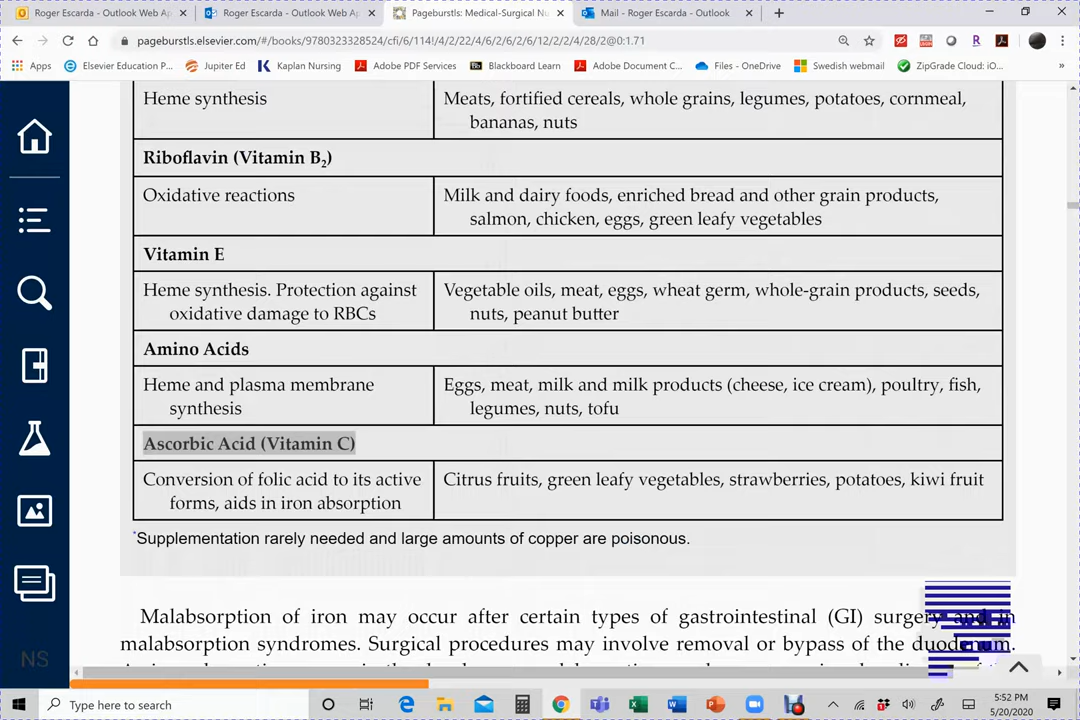 Roger Escarda - Outlook Web Ap
Roger Escarda - Outlook Web Ap
Pageburstls: Medical-Surgical Nu
Mail - Roger Escarda - Outlook
pageburstls.elsevier.com/#/books/9780323328524/cfi/6/114!/4/2/22/4/6/2/6/2/6/12/2/2/4/28/2@0:1.71
Apps
Elsevier Education P...
Jupiter Ed
Kaplan Nursing
Adobe PDF Services
Blackboard Learn
Adobe Document C...
Files - OneDrive
Swedish webmail
ZipGrade Cloud: iO...
Heme synthesis
Meats, fortified cereals, whole grains, legumes, potatoes, cornmeal,
bananas, nuts
Riboflavin (Vitamin B2)
Oxidative reactions
Milk and dairy foods, enriched bread and other grain products,
salmon, chicken, eggs, green leafy vegetables
Vitamin E
Heme synthesis. Protection against
oxidative damage to RBCs
Vegetable oils, meat, eggs, wheat germ, whole-grain products, seeds,
nuts, peanut butter
Amino Acids
Heme and plasma membrane
synthesis
Eggs, meat, milk and milk products (cheese, ice cream), poultry, fish,
legumes, nuts, tofu
Ascorbic Acid (Vitamin C)
Conversion of folic acid to its active
forms, aids in iron absorption
Citrus fruits, green leafy vegetables, strawberries, potatoes, kiwi fruit
*Supplementation rarely needed and large amounts of copper are poisonous.
Malabsorption of iron may occur after certain types of gastrointestinal (GI) surgery and in
malabsorption syndromes. Surgical procedures may involve removal or bypass of the duodenum.
NS
Type here to search
5:52 PM
5/20/2020